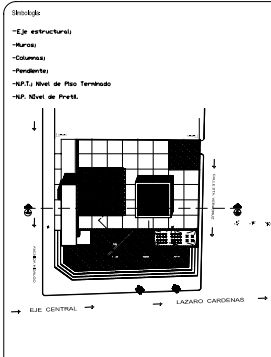 Simbología:
-Eje estructural;
-Muros;
-Columnas;
-Pendiente;
-N.P.T.; Nivel de Piso Terminado
-N.P. Nivel de Pretil.
EJE CENTRAL
LAZARO CARDENAS